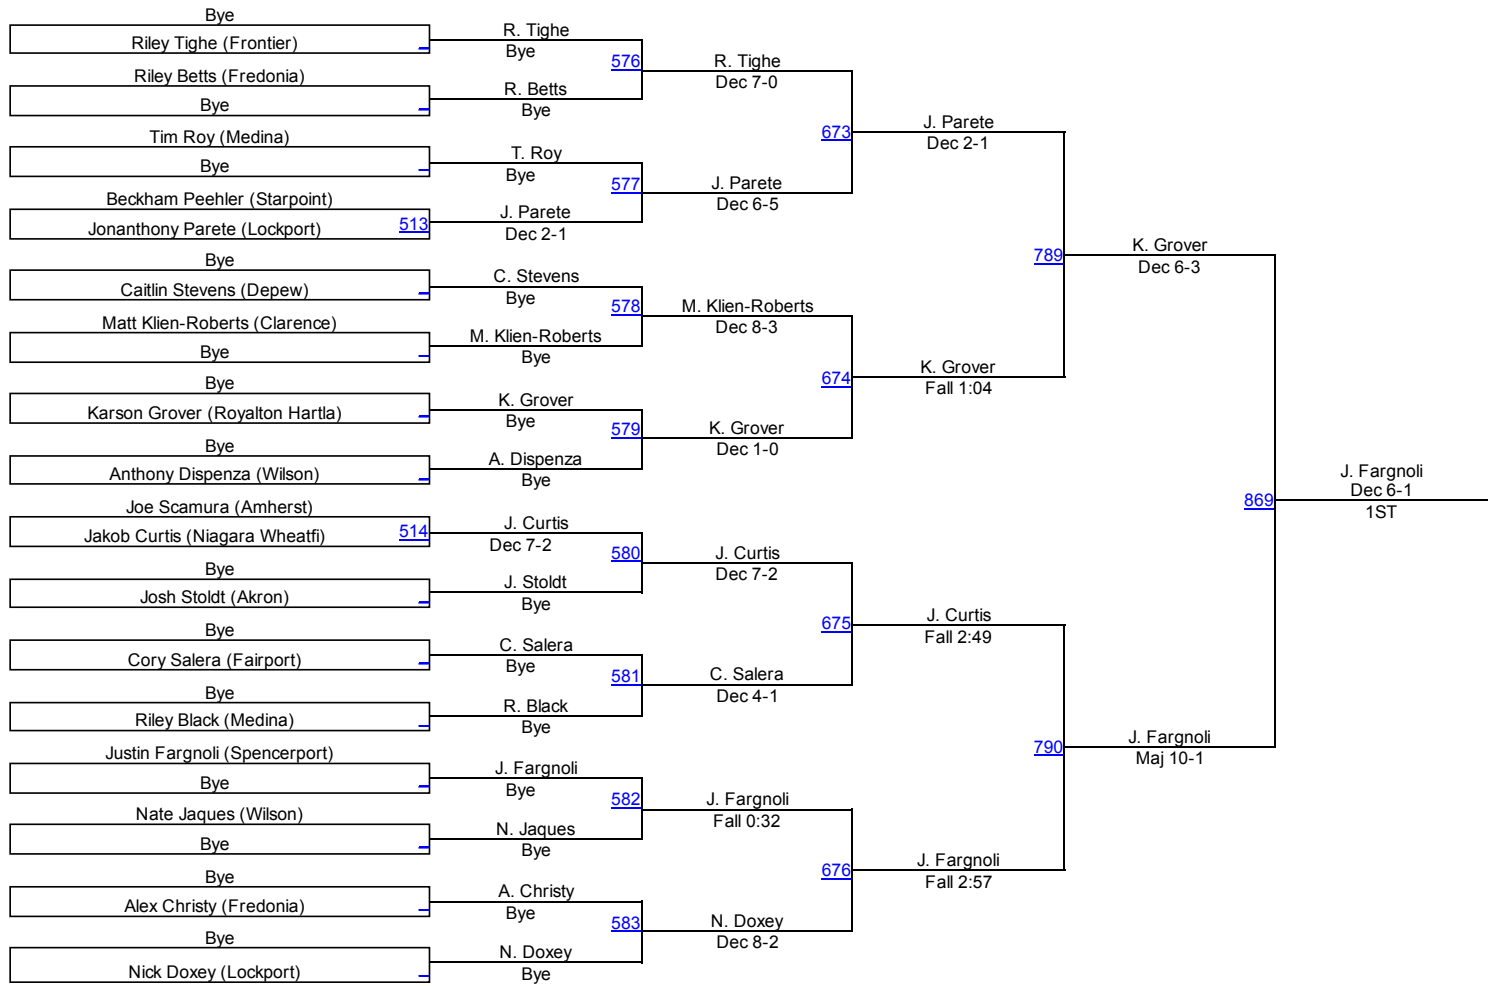 Bye
Riley Tighe (Frontier)
Riley Betts (Fredonia)
Bye
Tim Roy (Medina)
Bye
Beckham Peehler (Starpoint)
Jonanthony Parete (Lockport) 513
Bye
Caitlin Stevens (Depew)
Matt Klien-Roberts (Clarence)
Bye
Bye
Karson Grover (Royalton Hartla)
Bye
Anthony Dispenza (Wilson)
Joe Scamura (Amherst)
Jakob Curtis (Niagara Wheatfi) 514
Bye
Josh Stoldt (Akron)
Bye
Cory Salera (Fairport)
Bye
Riley Black (Medina)
Justin Fargnoli (Spencerport)
Bye
Nate Jaques (Wilson)
Bye
Bye
Alex Christy (Fredonia)
Bye
Nick Doxey (Lockport)
R. Tighe
Bye
576
R. Betts
Bye
T. Roy
Bye
577
J. Parete
Dec 2-1
C. Stevens
Bye
578
M. Klien-Roberts
Bye
K. Grover
Bye
579
A. Dispenza
Bye
J. Curtis
Dec 7-2
580
J. Stoldt
Bye
C. Salera
Bye
581
R. Black
Bye
J. Fargnoli
Bye
582
N. Jaques
Bye
A. Christy
Bye
583
N. Doxey
Bye
R. Tighe
Dec 7-0
673
J. Parete
Dec 6-5
M. Klien-Roberts
Dec 8-3
674
K. Grover
Dec 1-0
J. Curtis
Dec 7-2
675
C. Salera
Dec 4-1
J. Fargnoli
Fall 0:32
676
N. Doxey
Dec 8-2
J. Parete
Dec 2-1
789
K. Grover
Fall 1:04
J. Curtis
Fall 2:49
790
J. Fargnoli
Fall 2:57
K. Grover
Dec 6-3
869
J. Fargnoli
Maj 10-1
J. Fargnoli
Dec 6-1
1ST